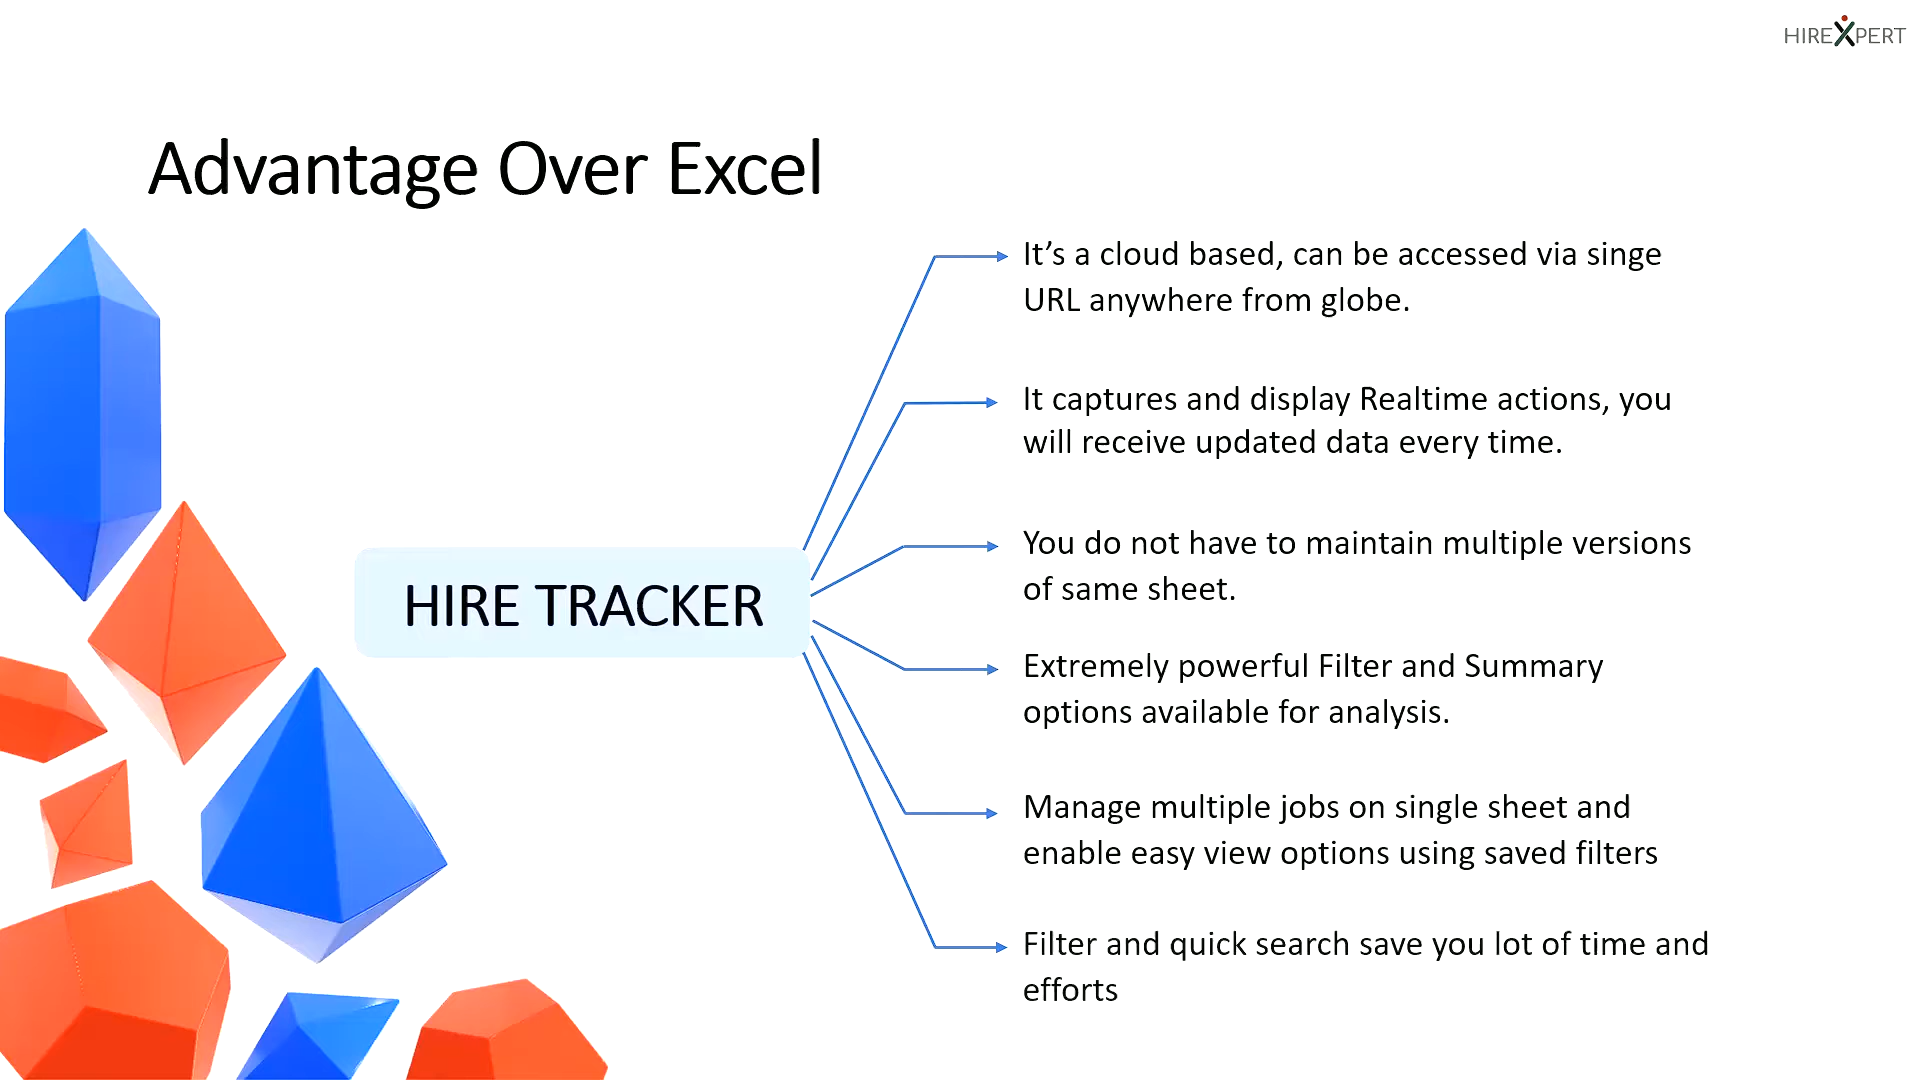 HIREXPERT
Advantage Over Excel
It’s a cloud based, can be accessed via singe
URL anywhere from globe.
It captures and display Realtime actions, you
will receive updated data every time.
You do not have to maintain multiple versions
of same sheet.
HIRE TRACKER
Extremely powerful Filter and Summary
options available for analysis.
Manage multiple jobs on single sheet and
enable easy view options using saved filters
Filter and quick search save you lot of time and
efforts